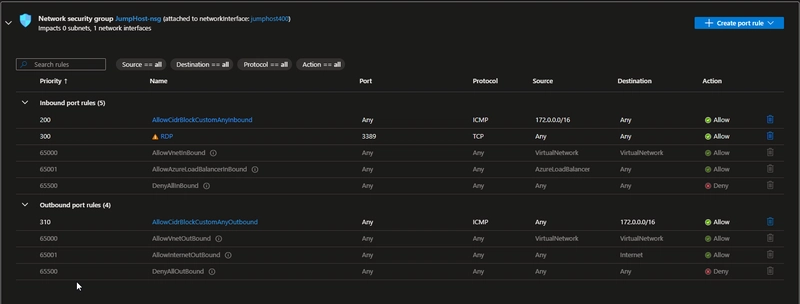 Network security group JumpHost-nsg (attached to networkInterface: jumphost400)
Impacts 0 subnets, 1 network interfaces
+ Create port rule
Search rules
Source == all Destination == all Protocol == all Action == all
Priority ↑ Name Port Protocol Source Destination Action
Inbound port rules (5)
200 AllowCidrBlockCustomAnyInbound Any ICMP 172.0.0.0/16 Any Allow
300 RDP 3389 TCP Any Any Allow
65000 AllowVnetInBound Any Any VirtualNetwork VirtualNetwork Allow
65001 AllowAzureLoadBalancerInBound Any Any AzureLoadBalancer Any Allow
65500 DenyAllInBound Any Any Any Any Deny
Outbound port rules (4)
310 AllowCidrBlockCustomAnyOutbound Any ICMP Any 172.0.0.0/16 Allow
65000 AllowVnetOutBound Any Any VirtualNetwork VirtualNetwork Allow
65001 AllowInternetOutBound Any Any Any Internet Allow
65500 DenyAllOutBound Any Any Any Any Deny